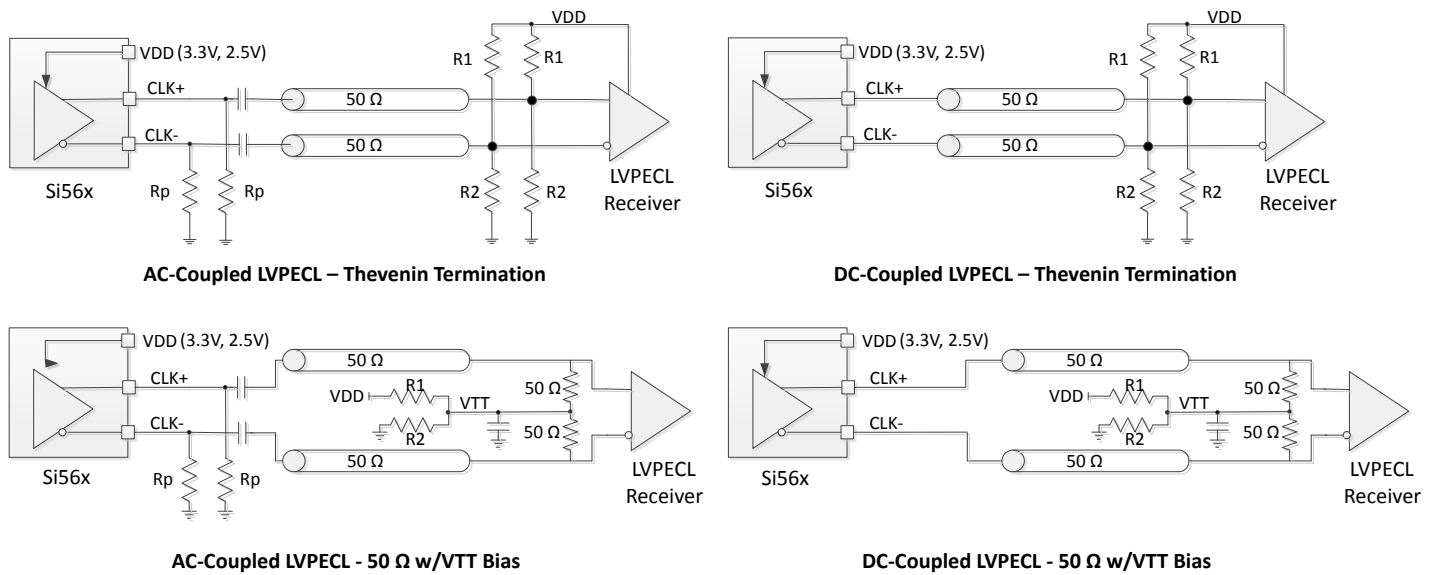 VDD
VDD (3.3V, 2.5V)
R1
R1
CLK+
50 Ω
CLK-
50 Ω
Rp
Rp
R2
R2
Si56x
LVPECL
Receiver
AC-Coupled LVPECL – Thevenin Termination
VDD
VDD (3.3V, 2.5V)
R1
R1
CLK+
50 Ω
CLK-
50 Ω
R2
R2
Si56x
LVPECL
Receiver
DC-Coupled LVPECL – Thevenin Termination
VDD (3.3V, 2.5V)
50 Ω
CLK+
R1
VDD
VTT
50 Ω
CLK-
R2
50 Ω
50 Ω
Rp
Rp
Si56x
LVPECL
Receiver
AC-Coupled LVPECL - 50 Ω w/VTT Bias
VDD (3.3V, 2.5V)
50 Ω
CLK+
R1
VDD
VTT
50 Ω
CLK-
R2
50 Ω
50 Ω
Si56x
LVPECL
Receiver
DC-Coupled LVPECL - 50 Ω w/VTT Bias